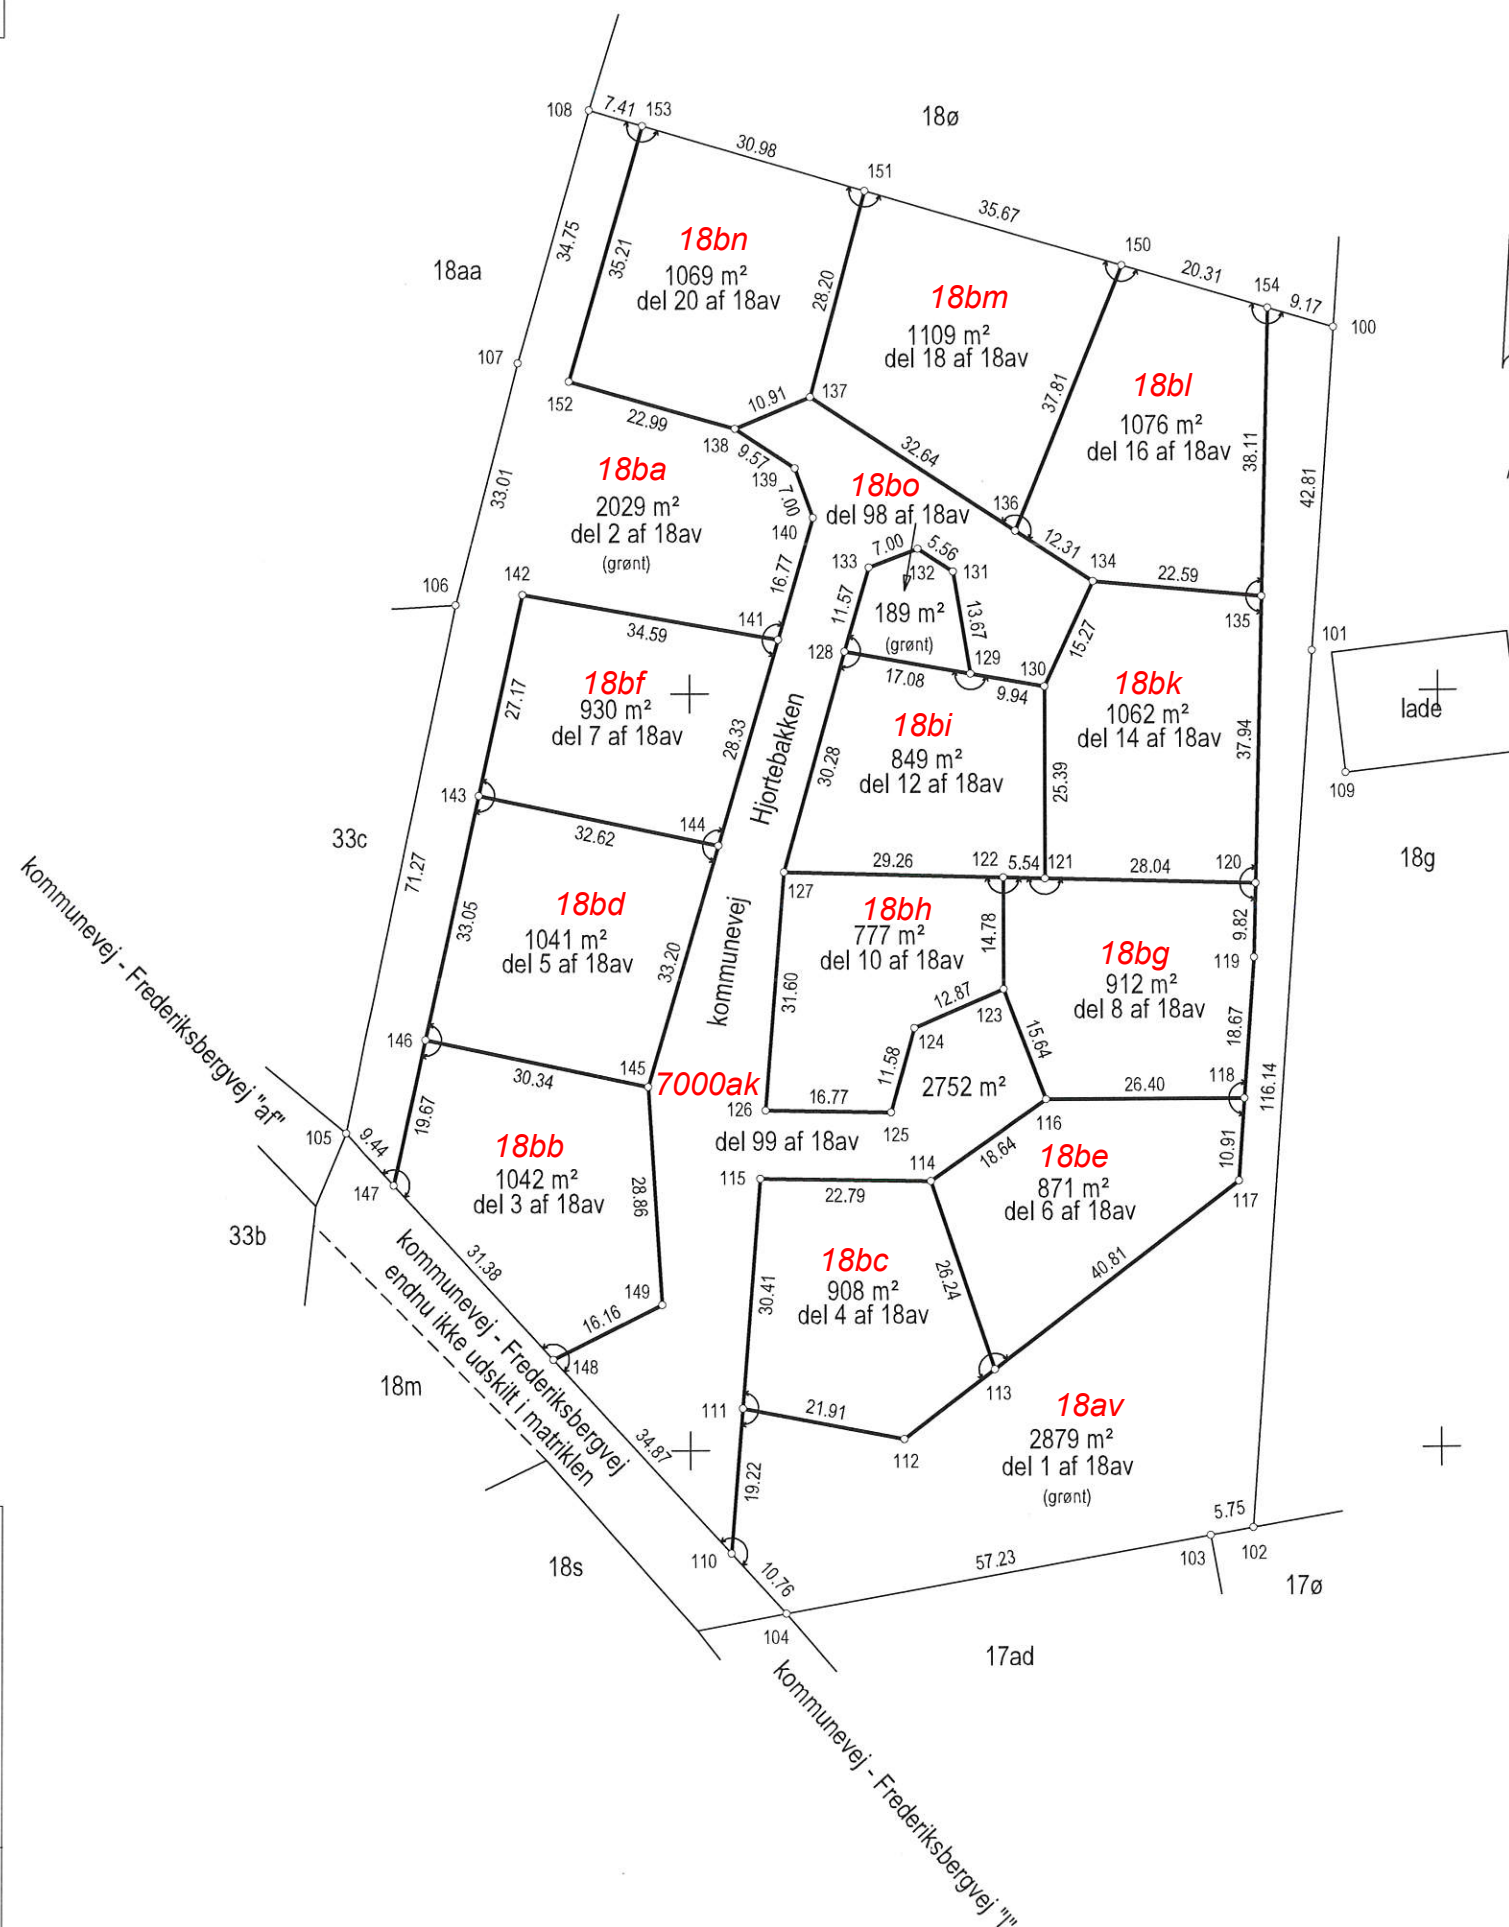 108
7.41
153
18ø
30.98
151
35.67
150
20.31
154
9.17
100
34.75
35.21
18bn
1069 m²
del 20 af 18av
28.20
18bm
1109 m²
del 18 af 18av
37.81
18bl
1076 m²
del 16 af 18av
38.11
42.81
18aa
107
152
22.99
10.91
137
138
9.57
139
7.00
140
32.64
136
12.31
134
22.59
135
33.01
18ba
2029 m²
del 2 af 18av
(grønt)
18bo
del 98 af 18av
133
7.00
5.56
132
131
11.57
189 m²
(grønt)
13.67
129
106
142
34.59
141
16.77
128
17.08
9.94
130
15.27
101
lade
109
27.17
18bf
930 m²
del 7 af 18av
28.33
Hjortebakken
30.28
18bi
849 m²
del 12 af 18av
25.39
18bk
1062 m²
del 14 af 18av
37.94
143
32.62
144
33c
71.27
29.26
122
5.54
121
28.04
120
18g
127
33.05
18bd
1041 m²
del 5 af 18av
33.20
kommunevej
31.60
18bh
777 m²
del 10 af 18av
14.78
12.87
123
124
11.58
15.64
18bg
912 m²
del 8 af 18av
9.82
119
18.67
kommunevej - Frederiksbergvej "af"
146
30.34
145
7000ak
126
16.77
125
2752 m²
del 99 af 18av
26.40
118
116
116.14
105
9.44
147
19.67
18bb
1042 m²
del 3 af 18av
28.86
115
22.79
114
18.64
18be
871 m²
del 6 af 18av
10.91
117
33b
31.38
149
16.16
148
30.41
18bc
908 m²
del 4 af 18av
26.24
40.81
kommunevej - Frederiksbergvej
endnu ikke udskilt i matriklen
18m
111
21.91
112
113
18av
2879 m²
del 1 af 18av
(grønt)
34.87
19.22
18s
110
10.76
104
57.23
5.75
103
102
17ø
17ad
kommunevej - Frederiksbergvej "l"